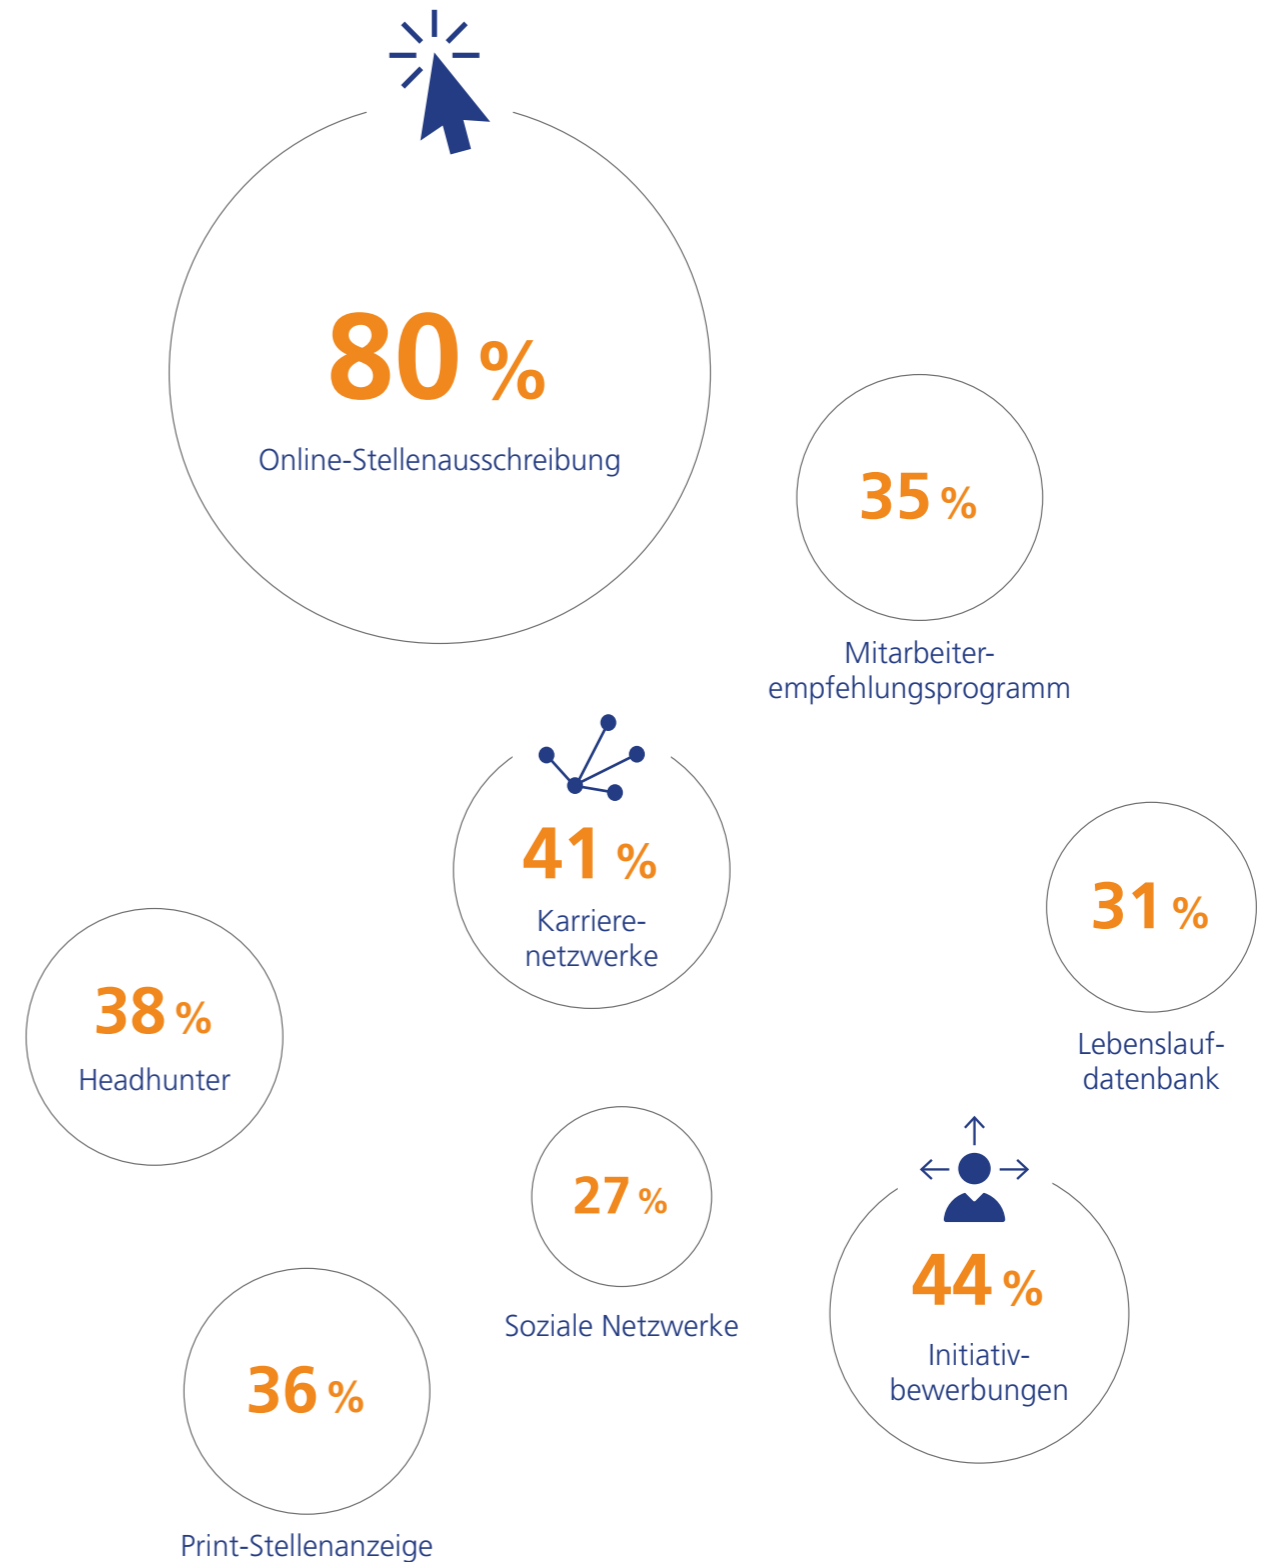 80 %
Online-Stellenausschreibung
35 %
Mitarbeiter-
empfehlungsprogramm
41 %
Karriere-
netzwerke
31 %
Lebenslauf-
datenbank
38 %
Headhunter
27 %
Soziale Netzwerke
44 %
Initiativ-
bewerbungen
36 %
Print-Stellenanzeige